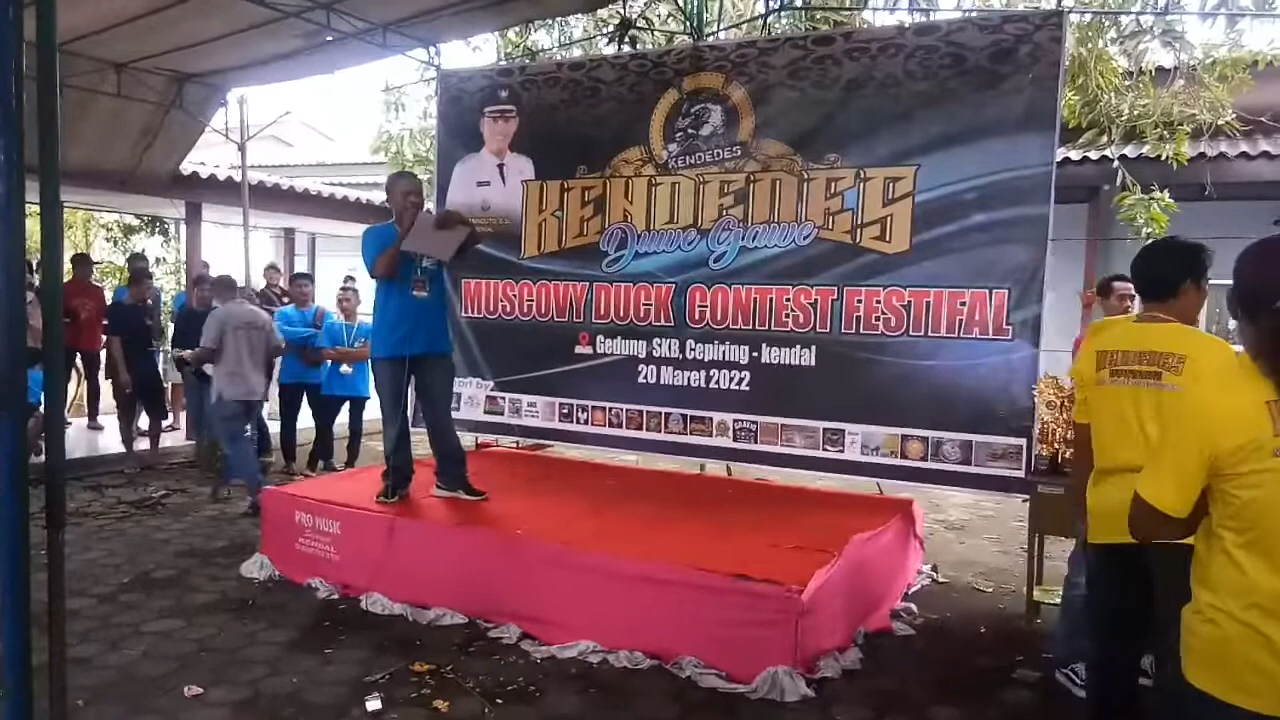 KENDEDES
KENDEDES
Duwe Gawe
MUSCOVY DUCK CONTEST FESTIFAL
Gedung SKB, Cepiring - kendal
20 Maret 2022
by
PRO MUSIC
KENDAL
KENDEDES